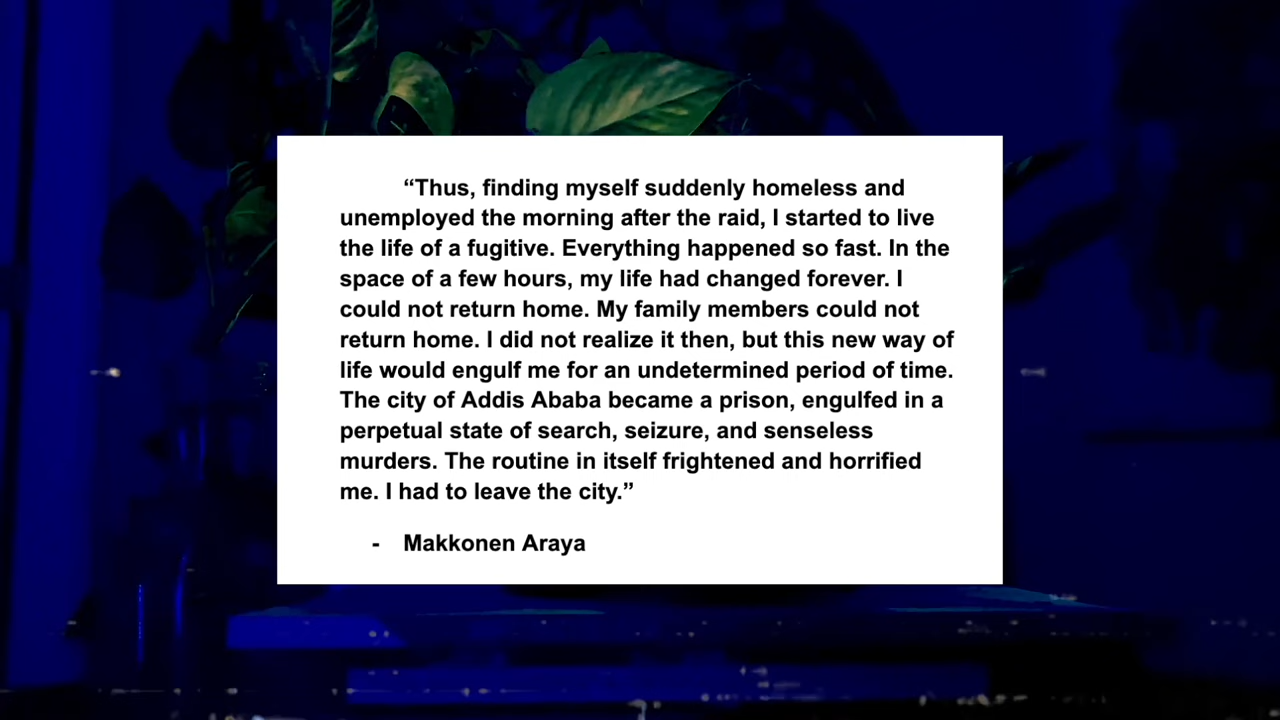 “Thus, finding myself suddenly homeless and
unemployed the morning after the raid, I started to live
the life of a fugitive. Everything happened so fast. In the
space of a few hours, my life had changed forever. I
could not return home. My family members could not
return home. I did not realize it then, but this new way of
life would engulf me for an undetermined period of time.
The city of Addis Ababa became a prison, engulfed in a
perpetual state of search, seizure, and senseless
murders. The routine in itself frightened and horrified
me. I had to leave the city.”
- Makkonen Araya